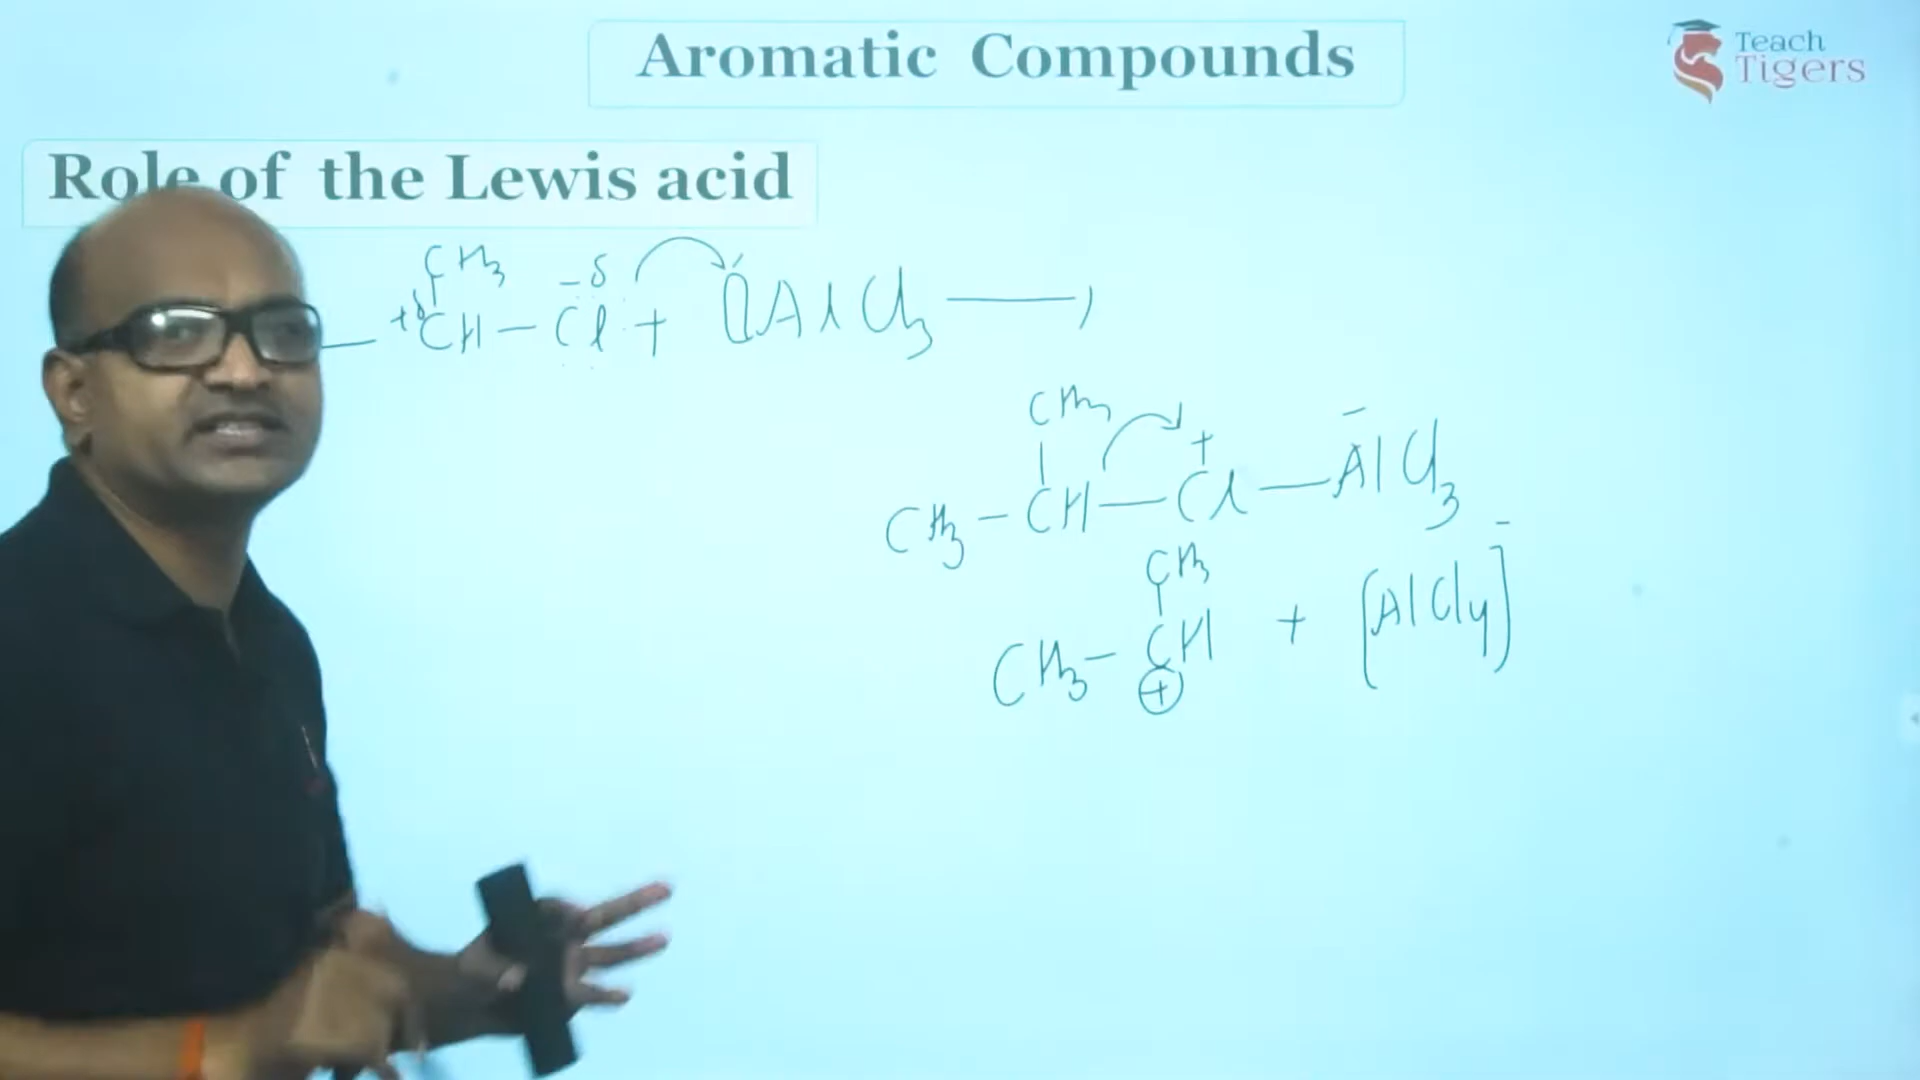 Aromatic Compounds
Teach
Tigers
Role of the Lewis acid
CH3
+δ
−δ
— CH — Cl + AlCl3 ⟶
CH3
+
−
CH3 — CH — Cl — AlCl3
CH3
CH3 — CH + [AlCl4]−
⊕